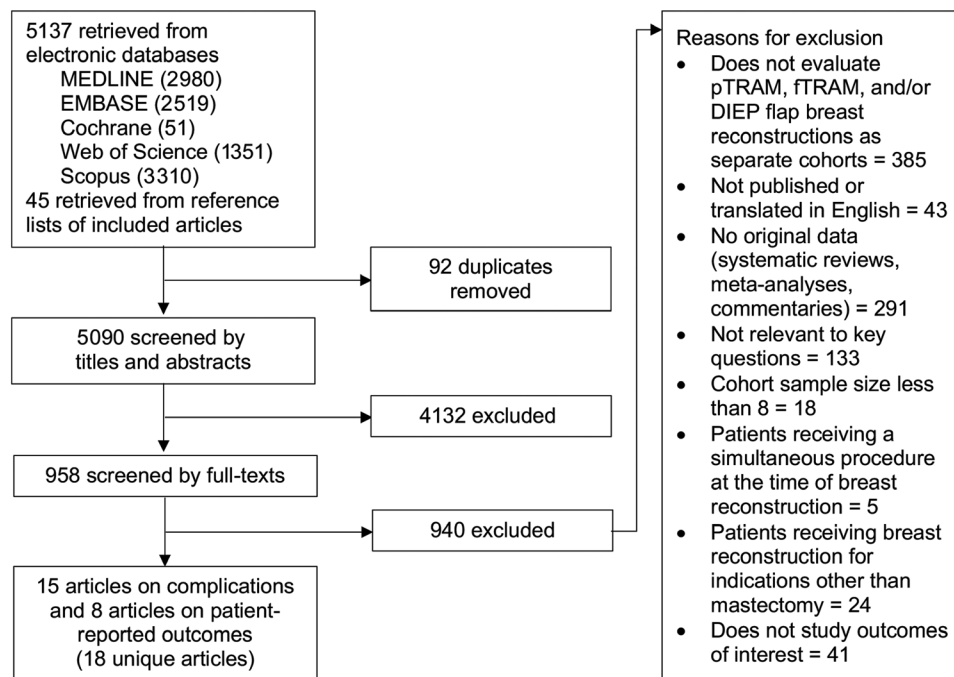 5137 retrieved from
electronic databases
MEDLINE (2980)
EMBASE (2519)
Cochrane (51)
Web of Science (1351)
Scopus (3310)
45 retrieved from reference
lists of included articles
92 duplicates
removed
5090 screened by
titles and abstracts
4132 excluded
958 screened by full-texts
940 excluded
15 articles on complications
and 8 articles on patient-
reported outcomes
(18 unique articles)
Reasons for exclusion
• Does not evaluate
pTRAM, fTRAM, and/or
DIEP flap breast
reconstructions as
separate cohorts = 385
• Not published or
translated in English = 43
• No original data
(systematic reviews,
meta-analyses,
commentaries) = 291
• Not relevant to key
questions = 133
• Cohort sample size less
than 8 = 18
• Patients receiving a
simultaneous procedure
at the time of breast
reconstruction = 5
• Patients receiving breast
reconstruction for
indications other than
mastectomy = 24
• Does not study outcomes
of interest = 41